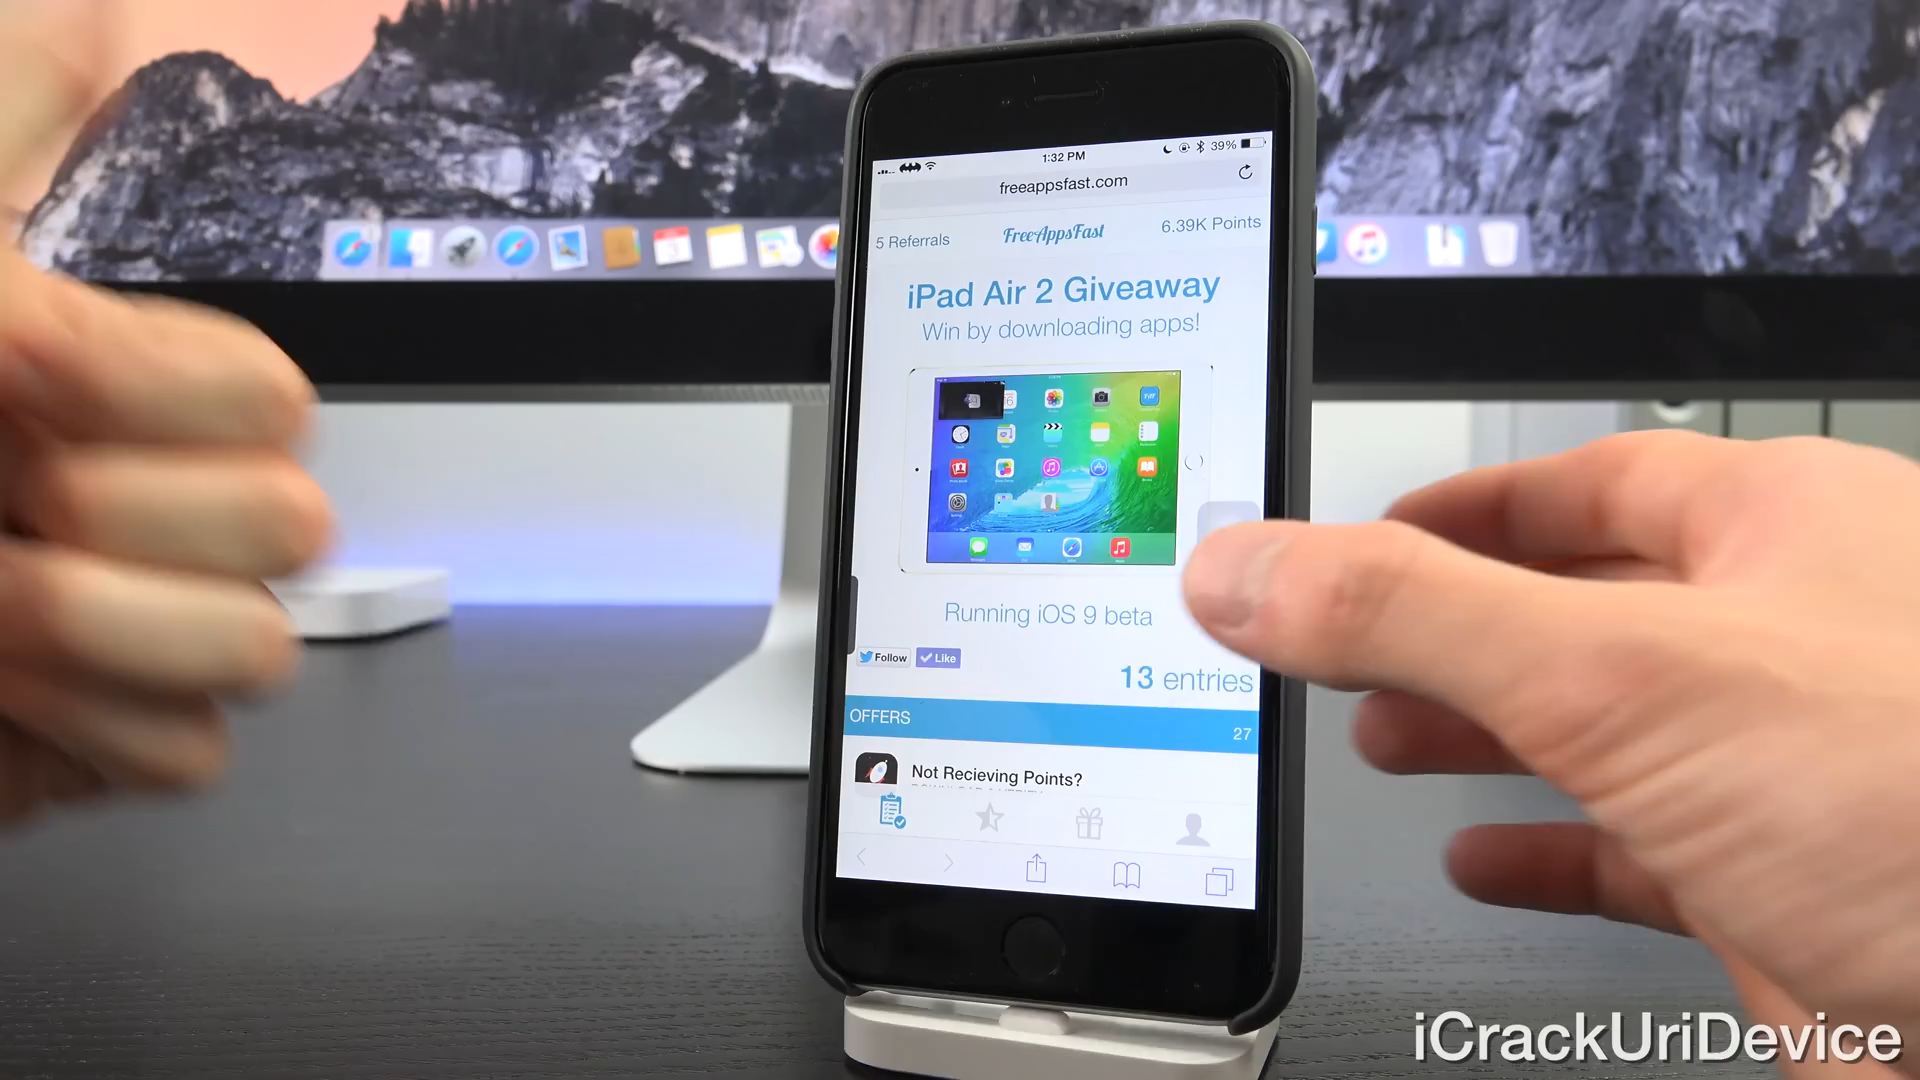 1:32 PM
39%
freeappsfast.com
5 Referrals
FreeAppsFast
6.39K Points
iPad Air 2 Giveaway
Win by downloading apps!
Running iOS 9 beta
Follow
Like
13 entries
OFFERS
27
Not Recieving Points?
iCrackUriDevice